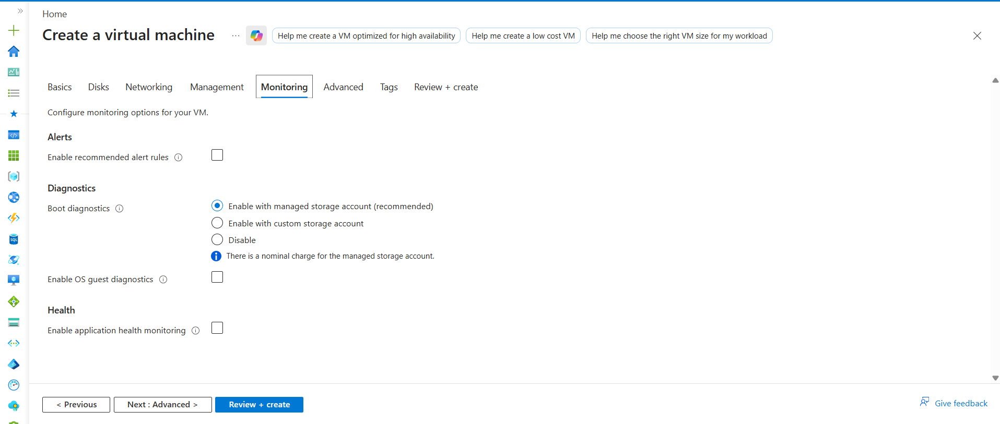 Home
Create a virtual machine ... Help me create a VM optimized for high availability Help me create a low cost VM Help me choose the right VM size for my workload
Basics Disks Networking Management Monitoring Advanced Tags Review + create
Configure monitoring options for your VM.
Alerts
Enable recommended alert rules
Diagnostics
Boot diagnostics
Enable with managed storage account (recommended)
Enable with custom storage account
Disable
There is a nominal charge for the managed storage account.
Enable OS guest diagnostics
Health
Enable application health monitoring
< Previous Next : Advanced > Review + create Give feedback
SQL